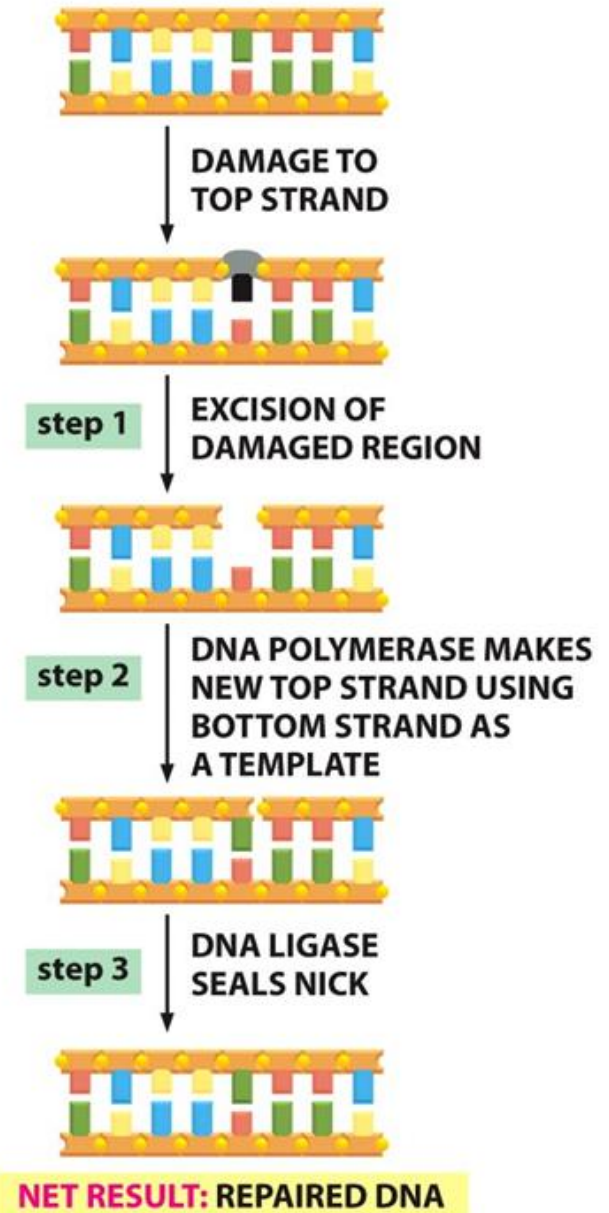 DAMAGE TO
TOP STRAND
step 1
EXCISION OF
DAMAGED REGION
step 2
DNA POLYMERASE MAKES
NEW TOP STRAND USING
BOTTOM STRAND AS
A TEMPLATE
step 3
DNA LIGASE
SEALS NICK
NET RESULT: REPAIRED DNA